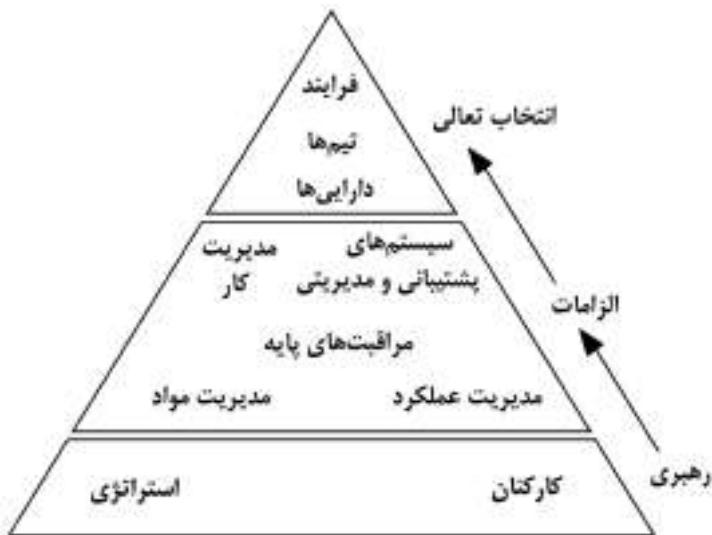 فرایند
تیم‌ها
دارایی‌ها
انتخاب تعالی
سیستم‌های
پشتیبانی و مدیریتی
مدیریت
کار
مراقبت‌های پایه
مدیریت عملکرد
مدیریت مواد
الزامات
کارکنان
استراتژی
رهبری